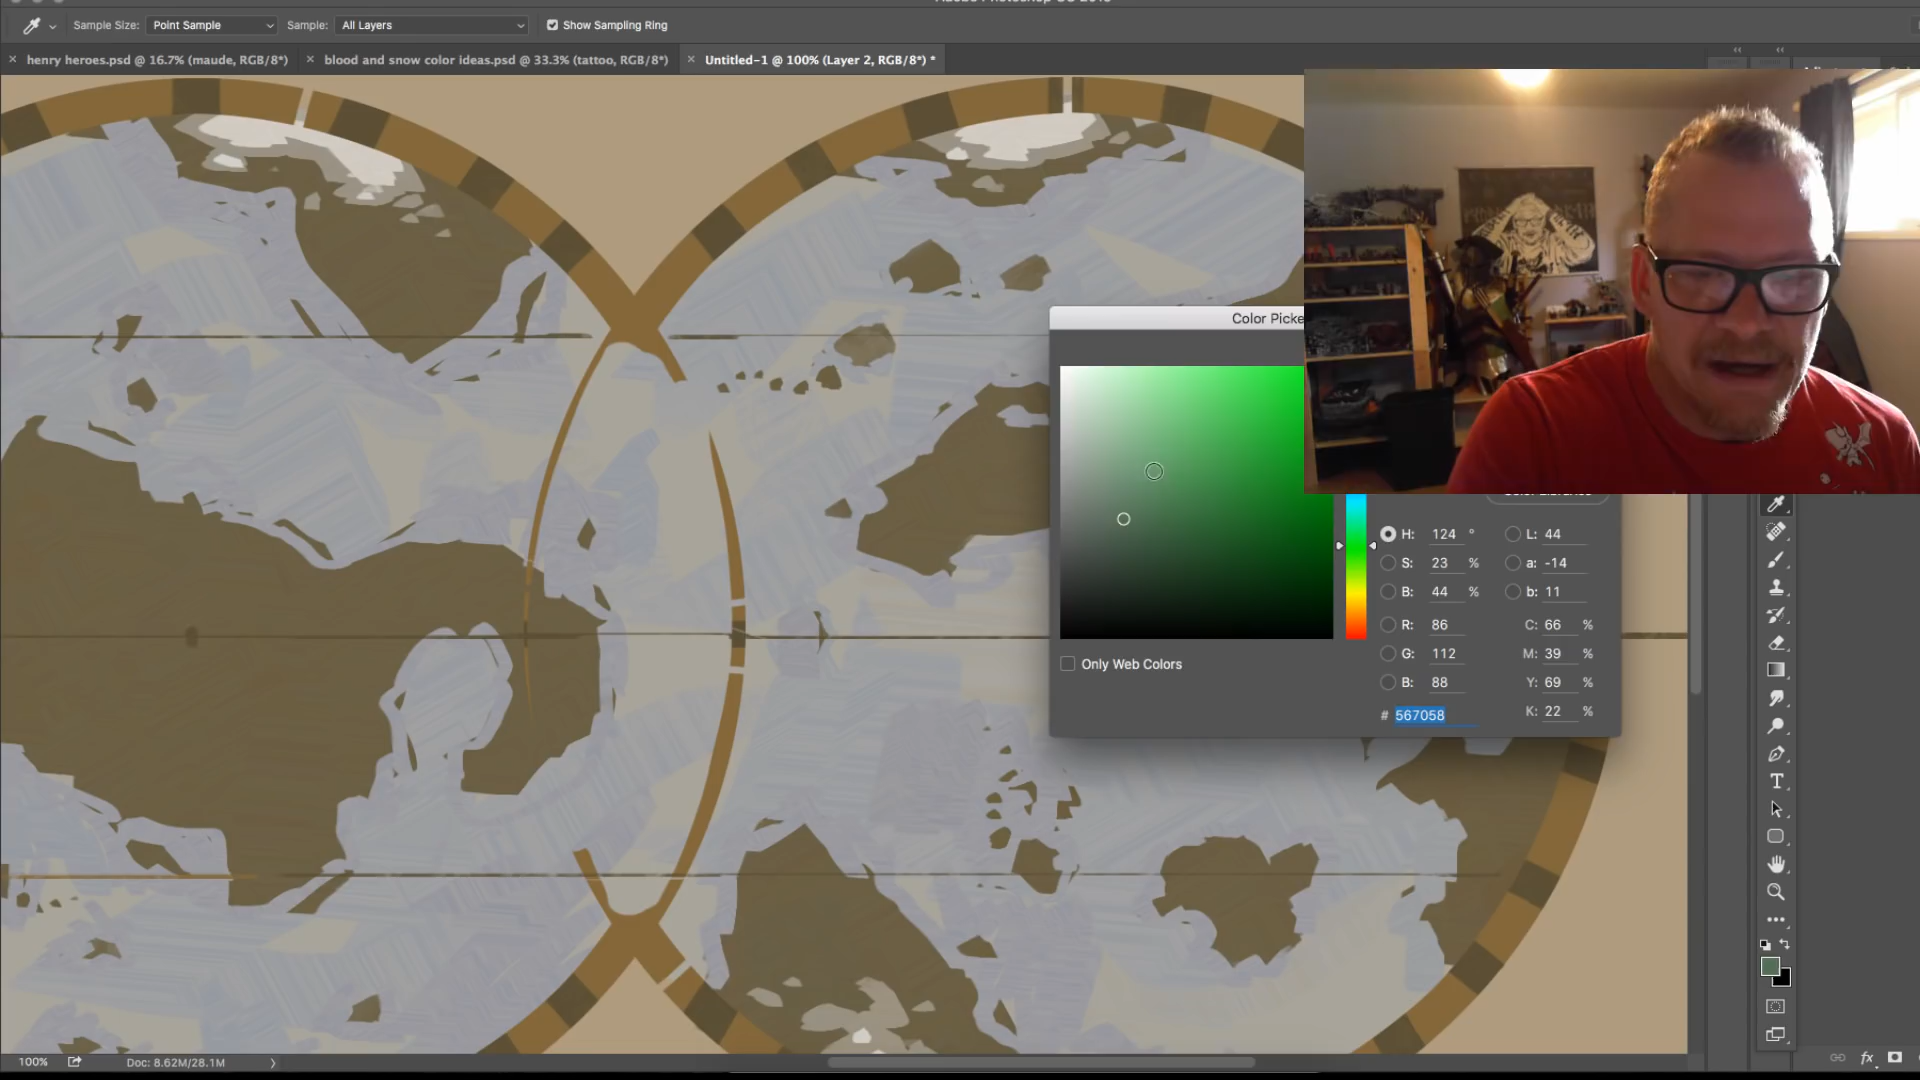 Sample Size: Point Sample Sample: All Layers Show Sampling Ring
henry heroes.psd @ 16.7% (maude, RGB/8*) blood and snow color ideas.psd @ 33.3% (tattoo, RGB/8*) Untitled-1 @ 100% (Layer 2, RGB/8*) *
Color Picke
H: 124 ° L: 44
S: 23 % a: -14
B: 44 % b: 11
R: 86 C: 66 %
G: 112 M: 39 %
Only Web Colors
B: 88 Y: 69 %
# 567058 K: 22 %
100% Doc: 8.62M/28.1M
fx